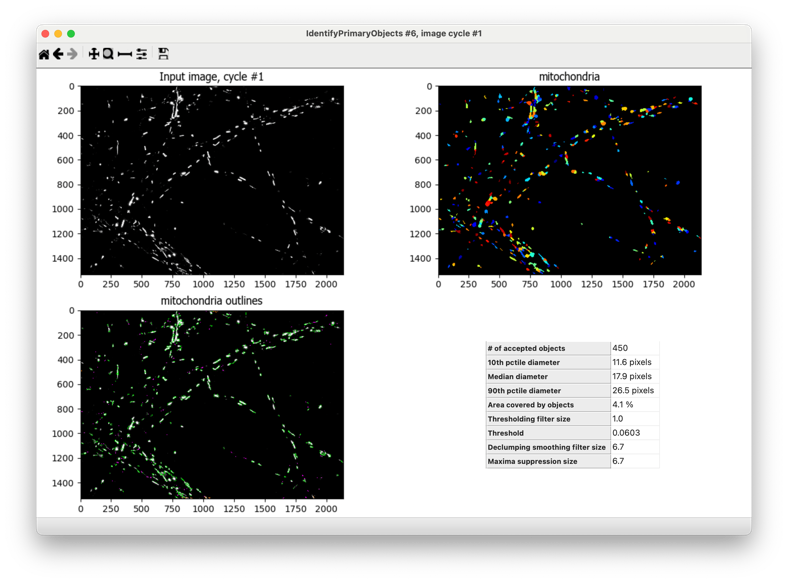 IdentifyPrimaryObjects #6, image cycle #1
Input image, cycle #1
0
200
400
600
800
1000
1200
1400
0 250 500 750 1000 1250 1500 1750 2000
mitochondria
0
200
400
600
800
1000
1200
1400
0 250 500 750 1000 1250 1500 1750 2000
mitochondria outlines
0
200
400
600
800
1000
1200
1400
0 250 500 750 1000 1250 1500 1750 2000
# of accepted objects 450
10th pctile diameter 11.6 pixels
Median diameter 17.9 pixels
90th pctile diameter 26.5 pixels
Area covered by objects 4.1 %
Thresholding filter size 1.0
Threshold 0.0603
Declumping smoothing filter size 6.7
Maxima suppression size 6.7